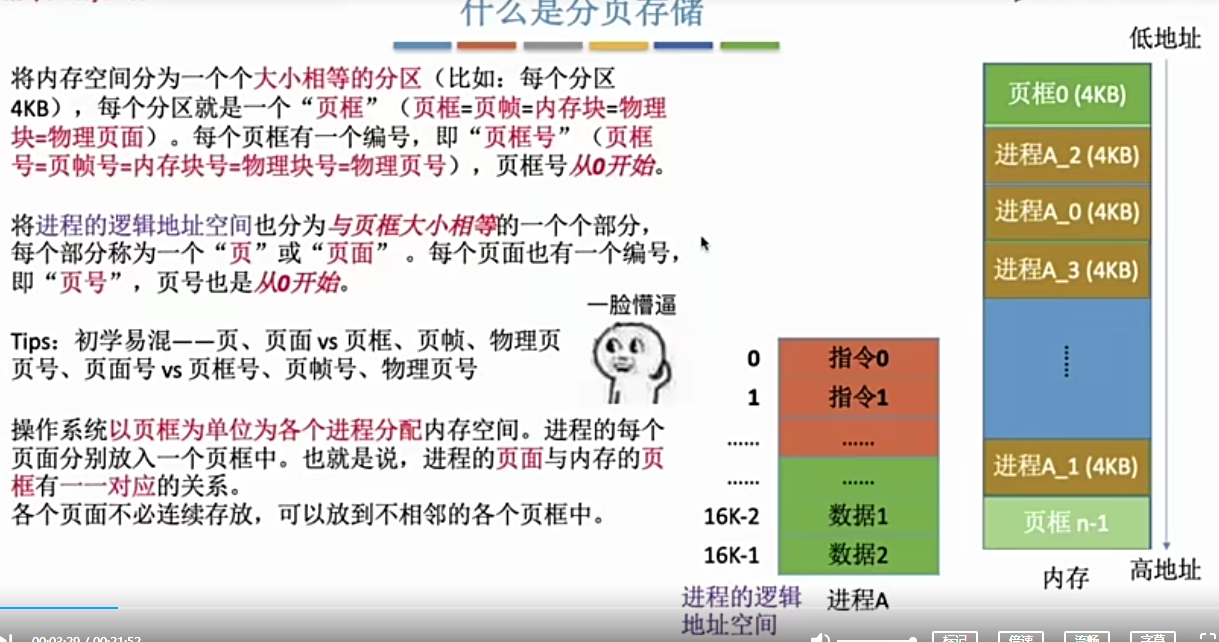 什么是分页存储
将内存空间分为一个个大小相等的分区（比如：每个分区
4KB），每个分区就是一个“页框”（页框=页帧=内存块=物理
块=物理页面）。每个页框有一个编号，即“页框号”（页框
号=页帧号=内存块号=物理块号=物理页号），页框号从0开始。
将进程的逻辑地址空间也分为与页框大小相等的一个个部分，
每个部分称为一个“页”或“页面” 。每个页面也有一个编号，
即“页号”，页号也是从0开始。
Tips：初学易混——页、页面 vs 页框、页帧、物理页
页号、页面号 vs 页框号、页帧号、物理页号
操作系统以页框为单位为各个进程分配内存空间。进程的每个
页面分别放入一个页框中。也就是说，进程的页面与内存的页
框有一一对应的关系。
各个页面不必连续存放，可以放到不相邻的各个页框中。
一脸懵逼
0 指令0
1 指令1
...... ......
...... ......
16K-2 数据1
16K-1 数据2
进程的逻辑
地址空间
进程A
低地址
页框0 (4KB)
进程A_2 (4KB)
进程A_0 (4KB)
进程A_3 (4KB)
......
进程A_1 (4KB)
页框 n-1
内存
高地址
00:03:29 / 00:21:52
标记 倍速 流畅 字幕